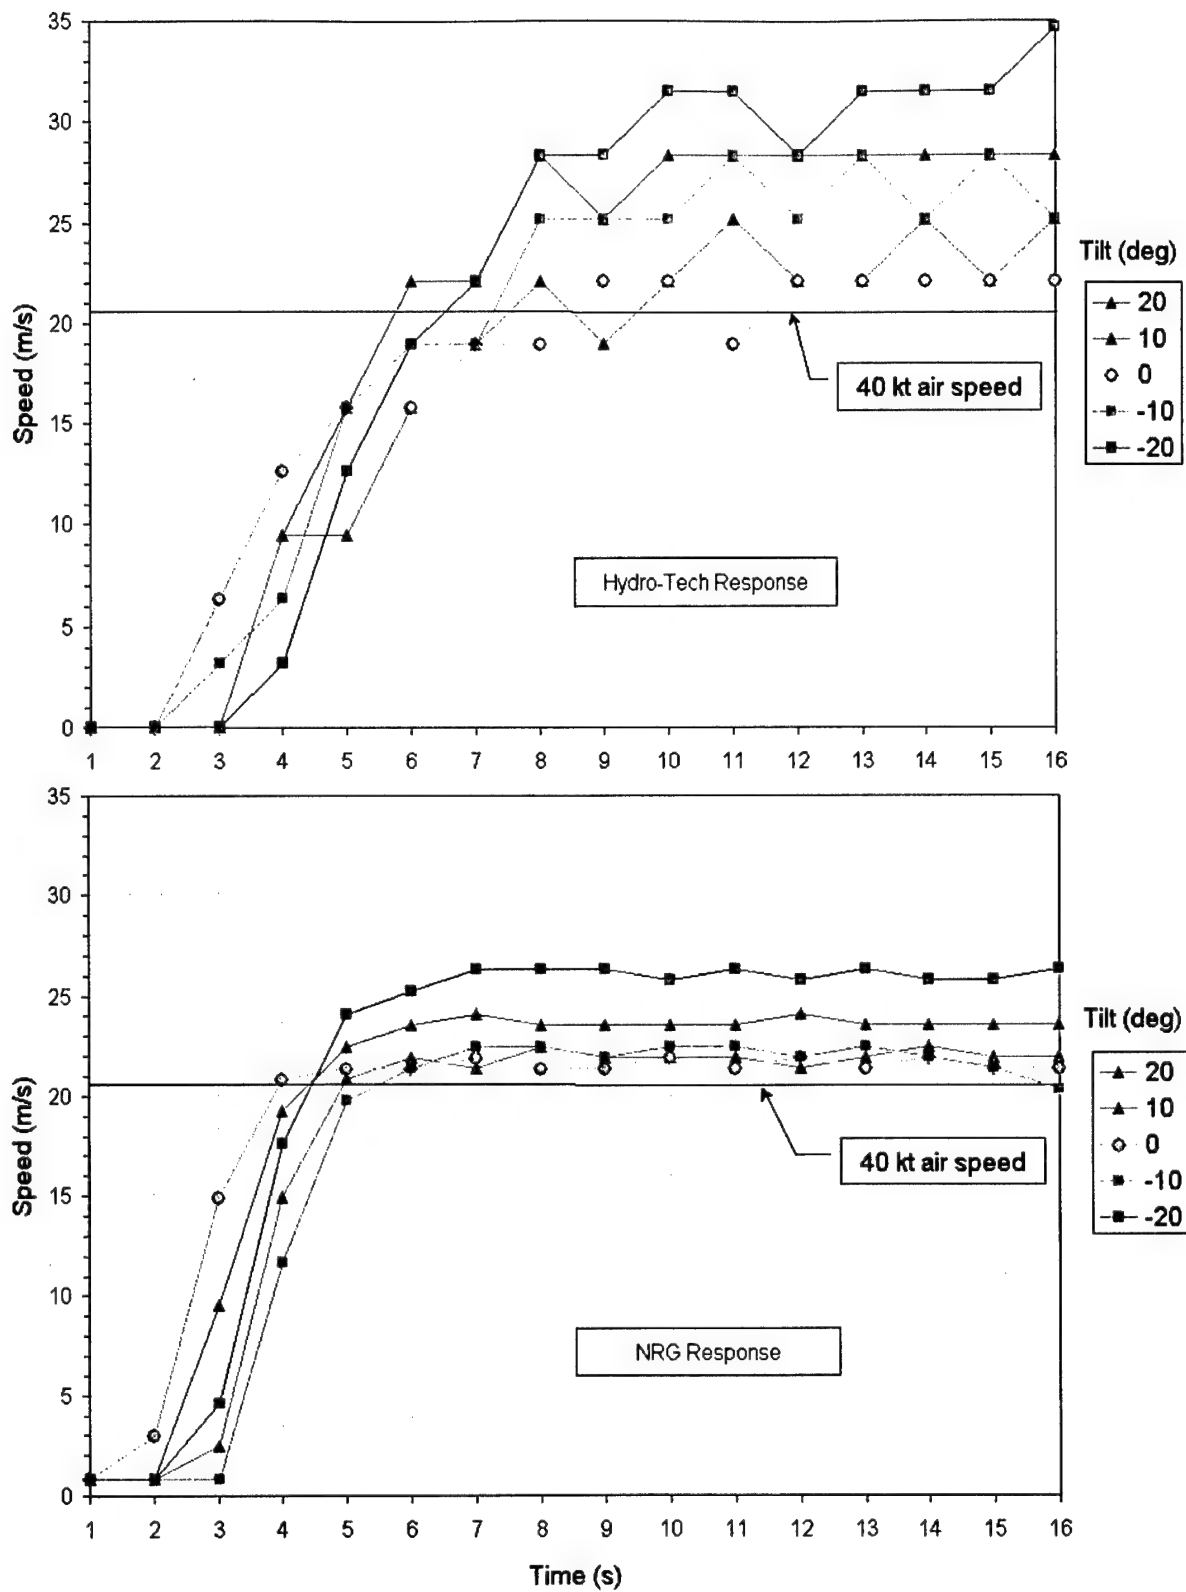 35
30
25
20
15
10
5
0
Speed (m/s)
1 2 3 4 5 6 7 8 9 10 11 12 13 14 15 16
40 kt air speed
Hydro-Tech Response
Tilt (deg)
20
10
0
-10
-20
35
30
25
20
15
10
5
0
Speed (m/s)
1 2 3 4 5 6 7 8 9 10 11 12 13 14 15 16
Time (s)
40 kt air speed
NRG Response
Tilt (deg)
20
10
0
-10
-20